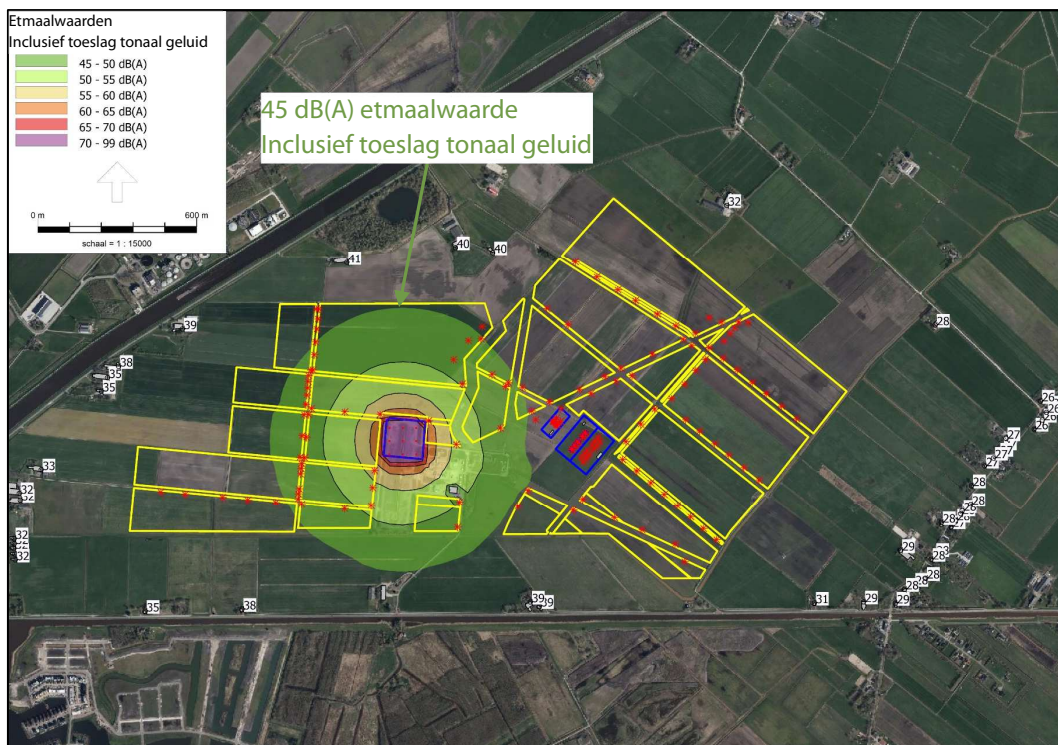 Etmaalwaarden
Inclusief toeslag tonaal geluid
45 - 50 dB(A)
50 - 55 dB(A)
55 - 60 dB(A)
60 - 65 dB(A)
65 - 70 dB(A)
70 - 99 dB(A)
0 m
600 m
schaal = 1 : 15000
45 dB(A) etmaalwaarde
Inclusief toeslag tonaal geluid
32
40
40
41
39
28
38
35
35
26
26
26
27
27
33
32
32
28
28
29
29
32
32
28
28
35
38
39
39
31
29
29